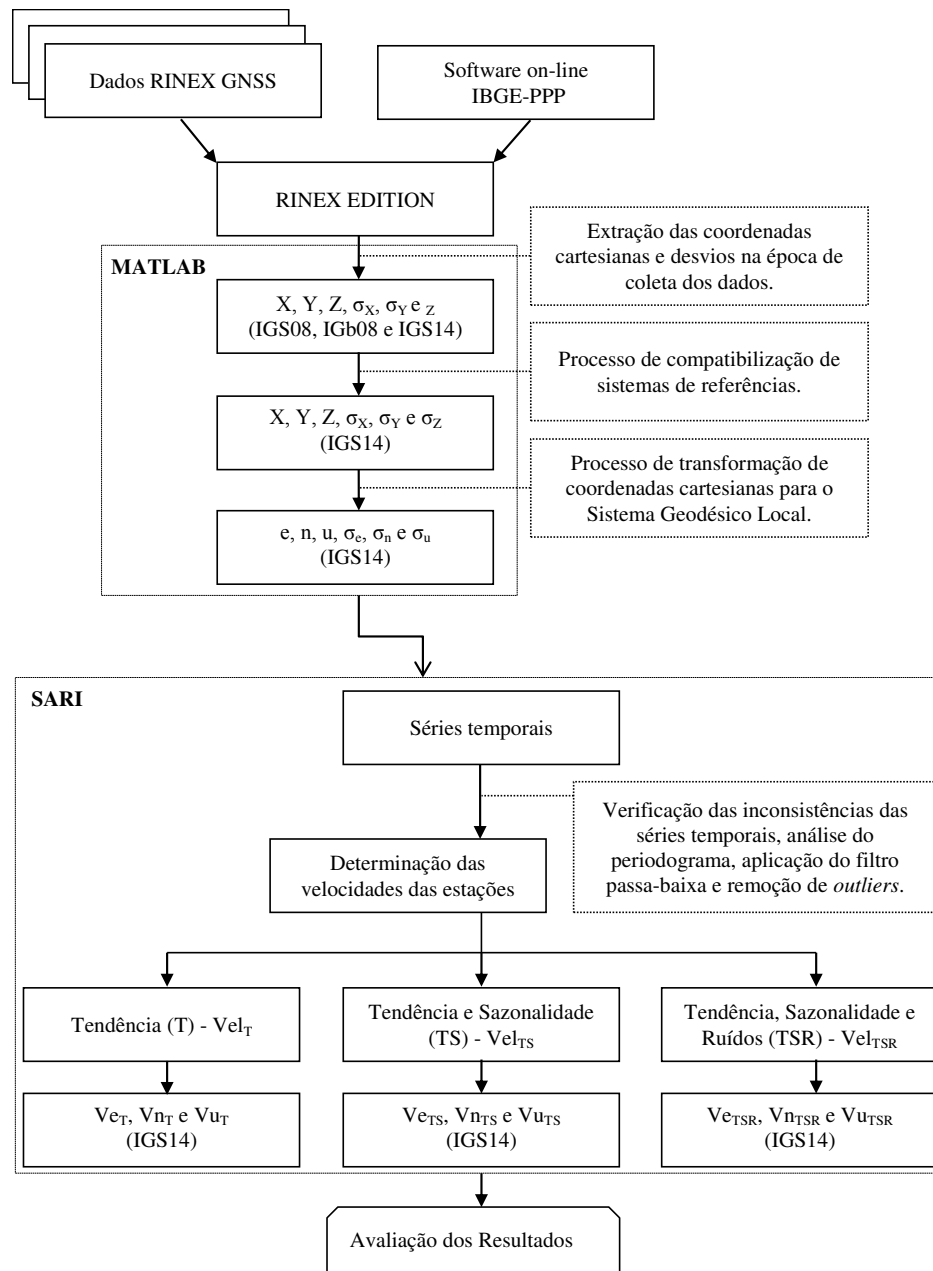 Dados RINEX GNSS
Software on-line
IBGE-PPP
RINEX EDITION
Extração das coordenadas
cartesianas e desvios na época de
coleta dos dados.
MATLAB
X, Y, Z, σX, σY e Z
(IGS08, IGb08 e IGS14)
Processo de compatibilização de
sistemas de referências.
X, Y, Z, σX, σY e σZ
(IGS14)
Processo de transformação de
coordenadas cartesianas para o
Sistema Geodésico Local.
e, n, u, σe, σn e σu
(IGS14)
SARI
Séries temporais
Verificação das inconsistências das
séries temporais, análise do
periodograma, aplicação do filtro
passa-baixa e remoção de outliers.
Determinação das
velocidades das estações
Tendência (T) - VelT
Tendência e Sazonalidade
(TS) - VelTS
Tendência, Sazonalidade e
Ruídos (TSR) - VelTSR
VeT, VnT e VuT
(IGS14)
VeTS, VnTS e VuTS
(IGS14)
VeTSR, VnTSR e VuTSR
(IGS14)
Avaliação dos Resultados